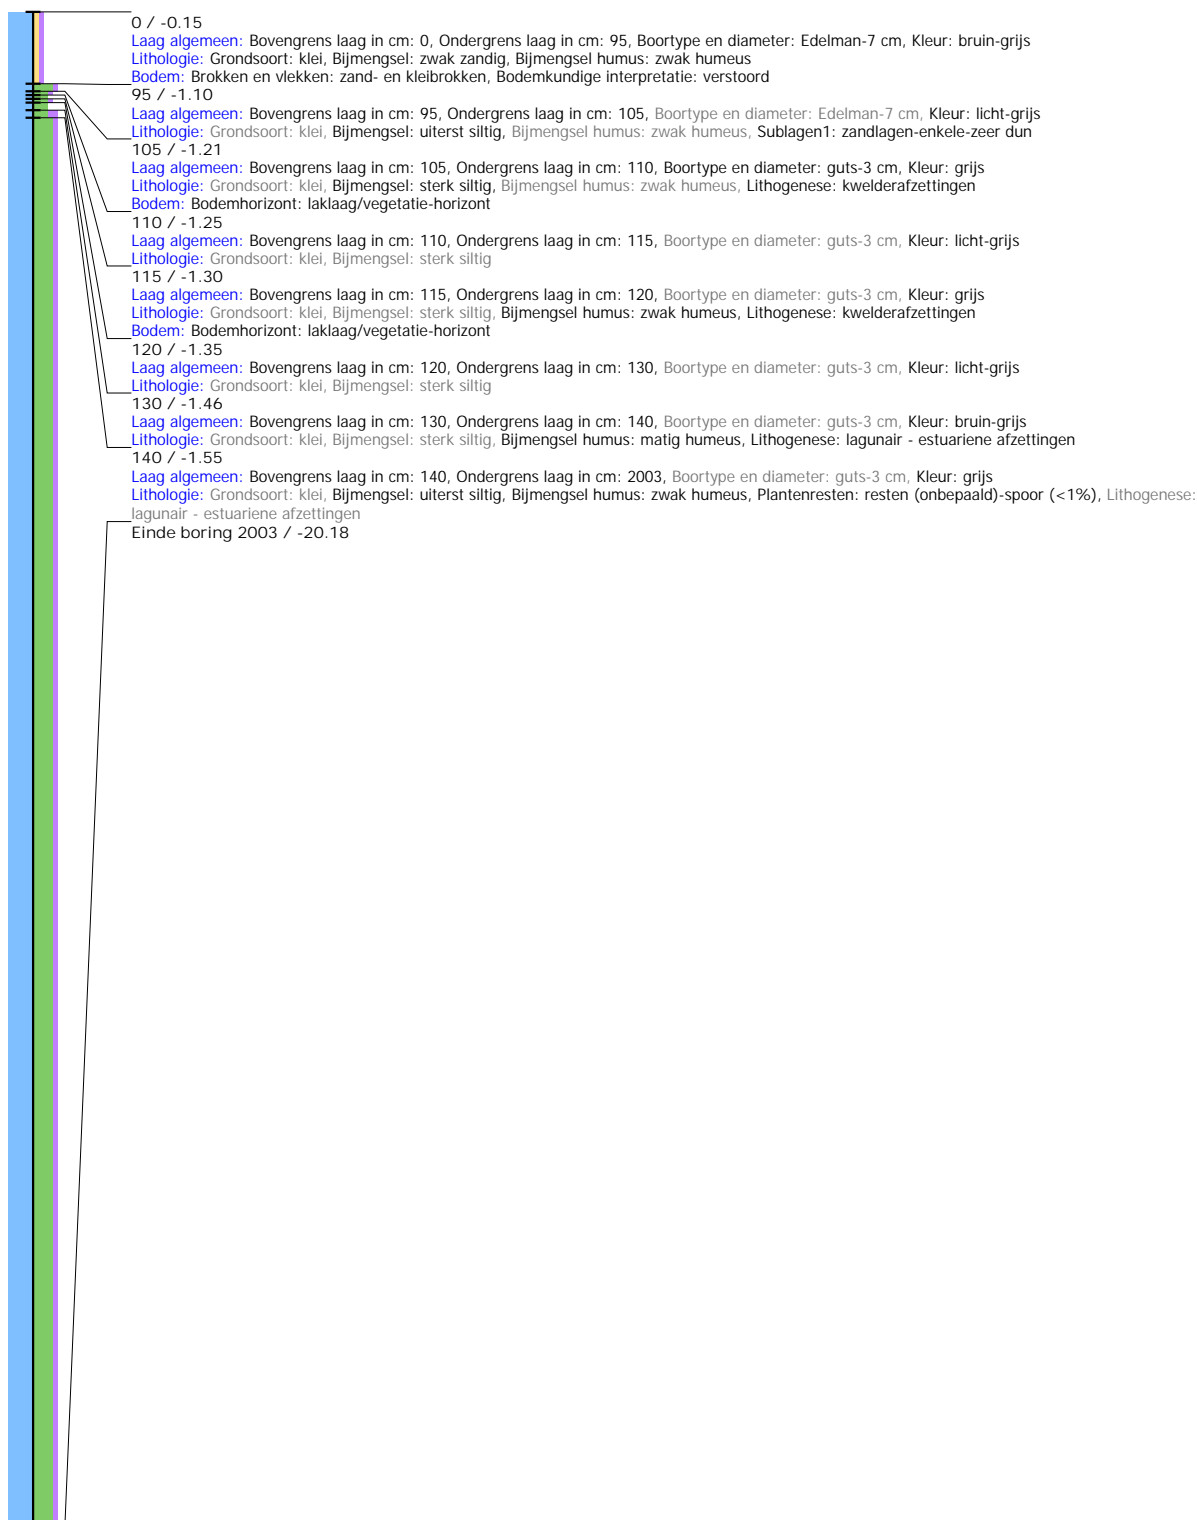 0 / -0.15
Laag algemeen: Bovengrens laag in cm: 0, Ondergrens laag in cm: 95, Boortype en diameter: Edelman-7 cm, Kleur: bruin-grijs
Lithologie: Grondsoort: klei, Bijmengsel: zwak zandig, Bijmengsel humus: zwak humeus
Bodem: Brokken en vlekken: zand- en kleibrokken, Bodemkundige interpretatie: verstoord
95 / -1.10
Laag algemeen: Bovengrens laag in cm: 95, Ondergrens laag in cm: 105, Boortype en diameter: Edelman-7 cm, Kleur: licht-grijs
Lithologie: Grondsoort: klei, Bijmengsel: uiterst siltig, Bijmengsel humus: zwak humeus, Sublagen1: zandlagen-enkele-zeer dun
105 / -1.21
Laag algemeen: Bovengrens laag in cm: 105, Ondergrens laag in cm: 110, Boortype en diameter: guts-3 cm, Kleur: grijs
Lithologie: Grondsoort: klei, Bijmengsel: sterk siltig, Bijmengsel humus: zwak humeus, Lithogenese: kwelderafzettingen
Bodem: Bodemhorizont: laklaag/vegetatie-horizont
110 / -1.25
Laag algemeen: Bovengrens laag in cm: 110, Ondergrens laag in cm: 115, Boortype en diameter: guts-3 cm, Kleur: licht-grijs
Lithologie: Grondsoort: klei, Bijmengsel: sterk siltig
115 / -1.30
Laag algemeen: Bovengrens laag in cm: 115, Ondergrens laag in cm: 120, Boortype en diameter: guts-3 cm, Kleur: grijs
Lithologie: Grondsoort: klei, Bijmengsel: sterk siltig, Bijmengsel humus: zwak humeus, Lithogenese: kwelderafzettingen
Bodem: Bodemhorizont: laklaag/vegetatie-horizont
120 / -1.35
Laag algemeen: Bovengrens laag in cm: 120, Ondergrens laag in cm: 130, Boortype en diameter: guts-3 cm, Kleur: licht-grijs
Lithologie: Grondsoort: klei, Bijmengsel: sterk siltig
130 / -1.46
Laag algemeen: Bovengrens laag in cm: 130, Ondergrens laag in cm: 140, Boortype en diameter: guts-3 cm, Kleur: bruin-grijs
Lithologie: Grondsoort: klei, Bijmengsel: sterk siltig, Bijmengsel humus: matig humeus, Lithogenese: lagunair - estuariene afzettingen
140 / -1.55
Laag algemeen: Bovengrens laag in cm: 140, Ondergrens laag in cm: 2003, Boortype en diameter: guts-3 cm, Kleur: grijs
Lithologie: Grondsoort: klei, Bijmengsel: uiterst siltig, Bijmengsel humus: zwak humeus, Plantenresten: resten (onbepaald)-spoor (<1%), Lithogenese:
lagunair - estuariene afzettingen
Einde boring 2003 / -20.18